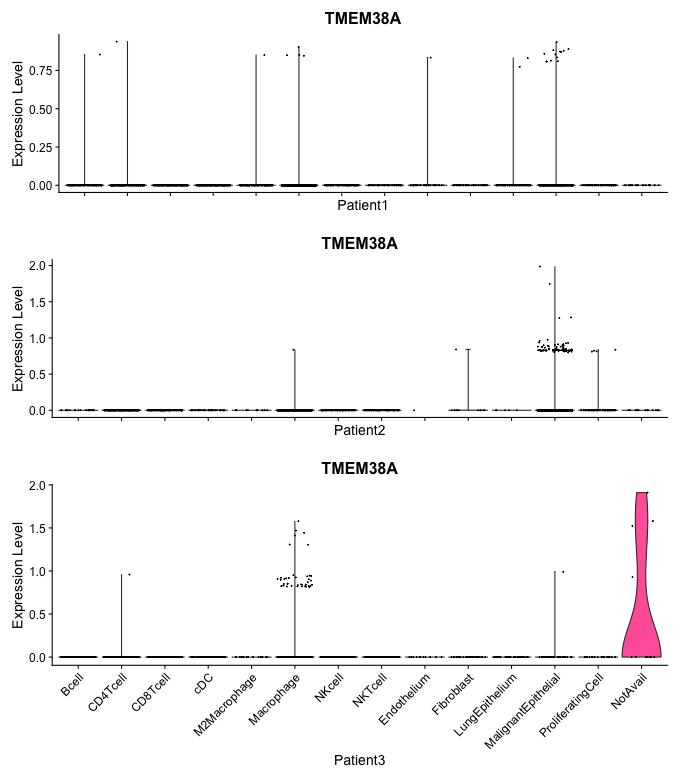 TMEM38A
Expression Level
0.75
0.50
0.25
0.00
Patient1
TMEM38A
Expression Level
2.0
1.5
1.0
0.5
0.0
Patient2
TMEM38A
Expression Level
2.0
1.5
1.0
0.5
0.0
Bcell
CD4Tcell
CD8Tcell
cDC
M2Macrophage
Macrophage
NKcell
NKTcell
Endothelium
Fibroblast
LungEpithelium
MalignantEpithelial
ProliferatingCell
NotAvail
Patient3